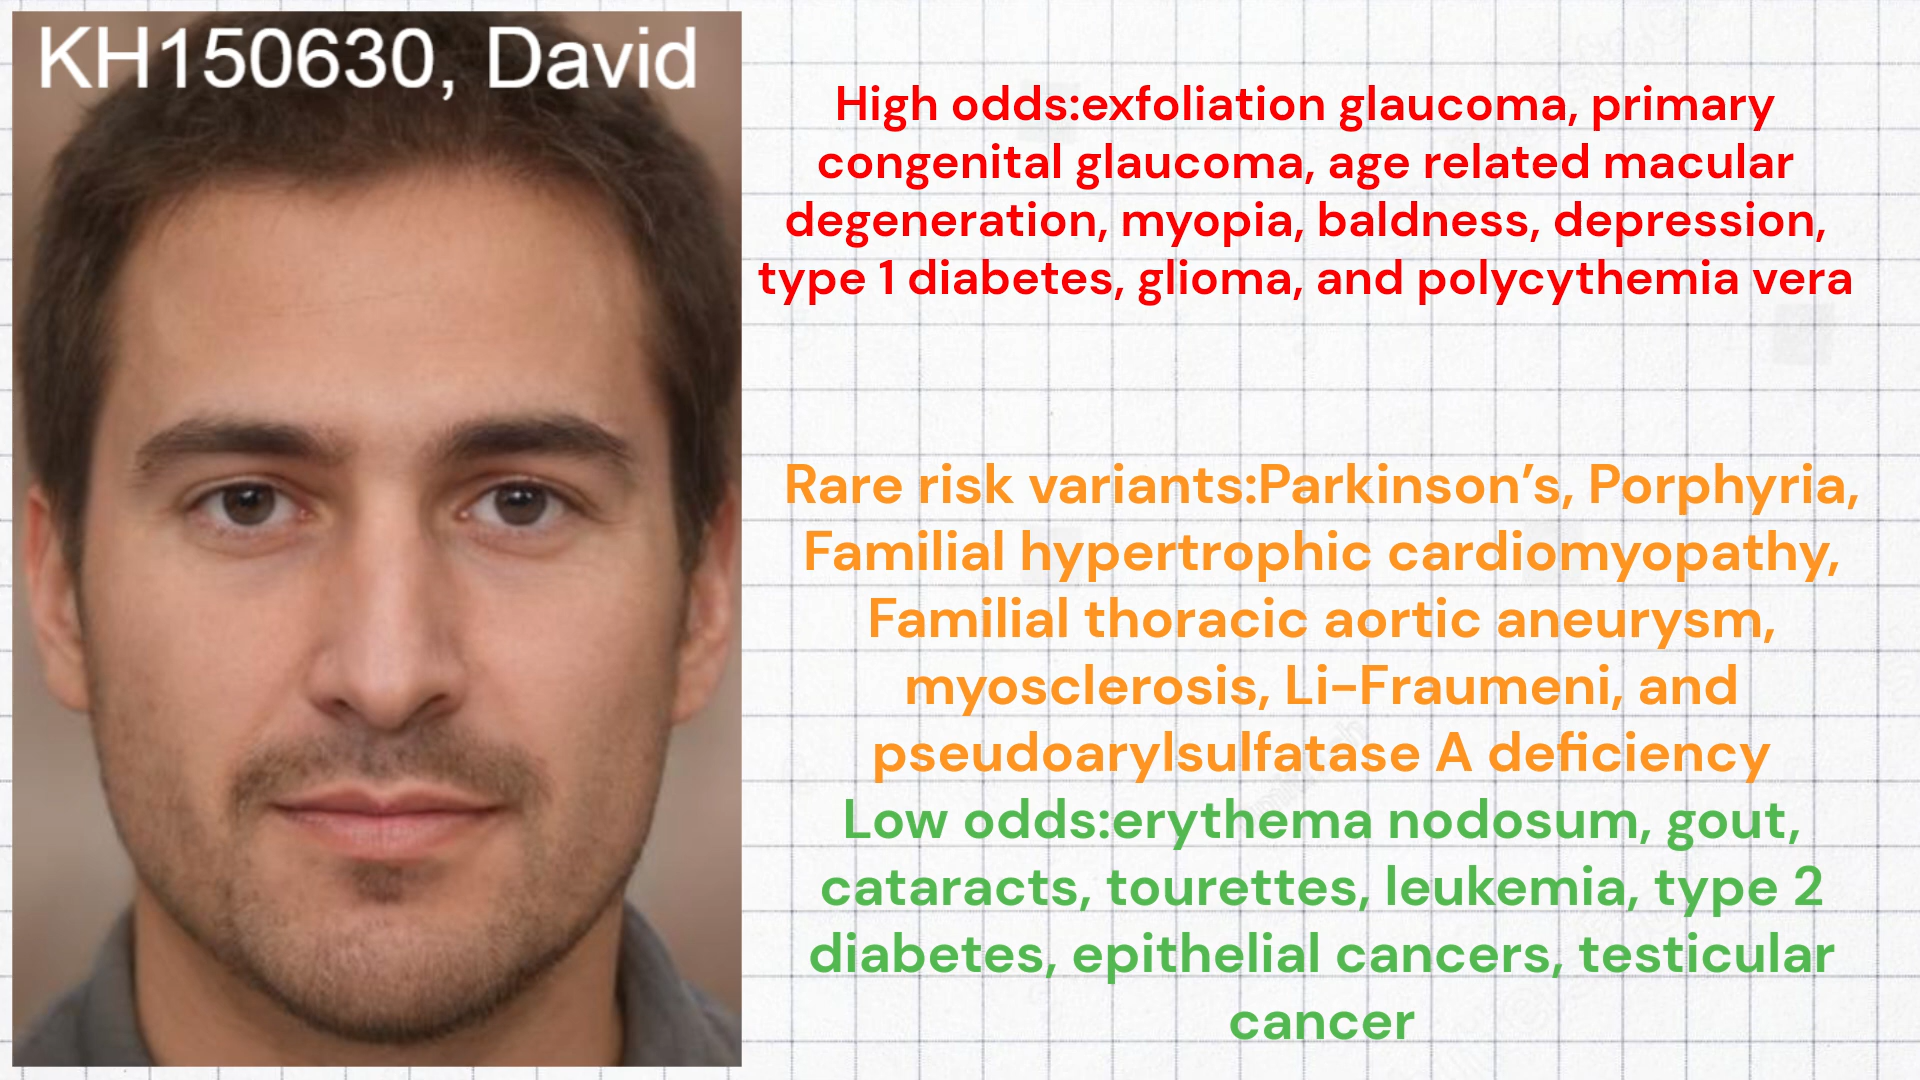 KH150630, David
High odds:exfoliation glaucoma, primary
congenital glaucoma, age related macular
degeneration, myopia, baldness, depression,
type 1 diabetes, glioma, and polycythemia vera
Rare risk variants:Parkinson’s, Porphyria,
Familial hypertrophic cardiomyopathy,
Familial thoracic aortic aneurysm,
myosclerosis, Li-Fraumeni, and
pseudoarylsulfatase A deficiency
Low odds:erythema nodosum, gout,
cataracts, tourettes, leukemia, type 2
diabetes, epithelial cancers, testicular
cancer